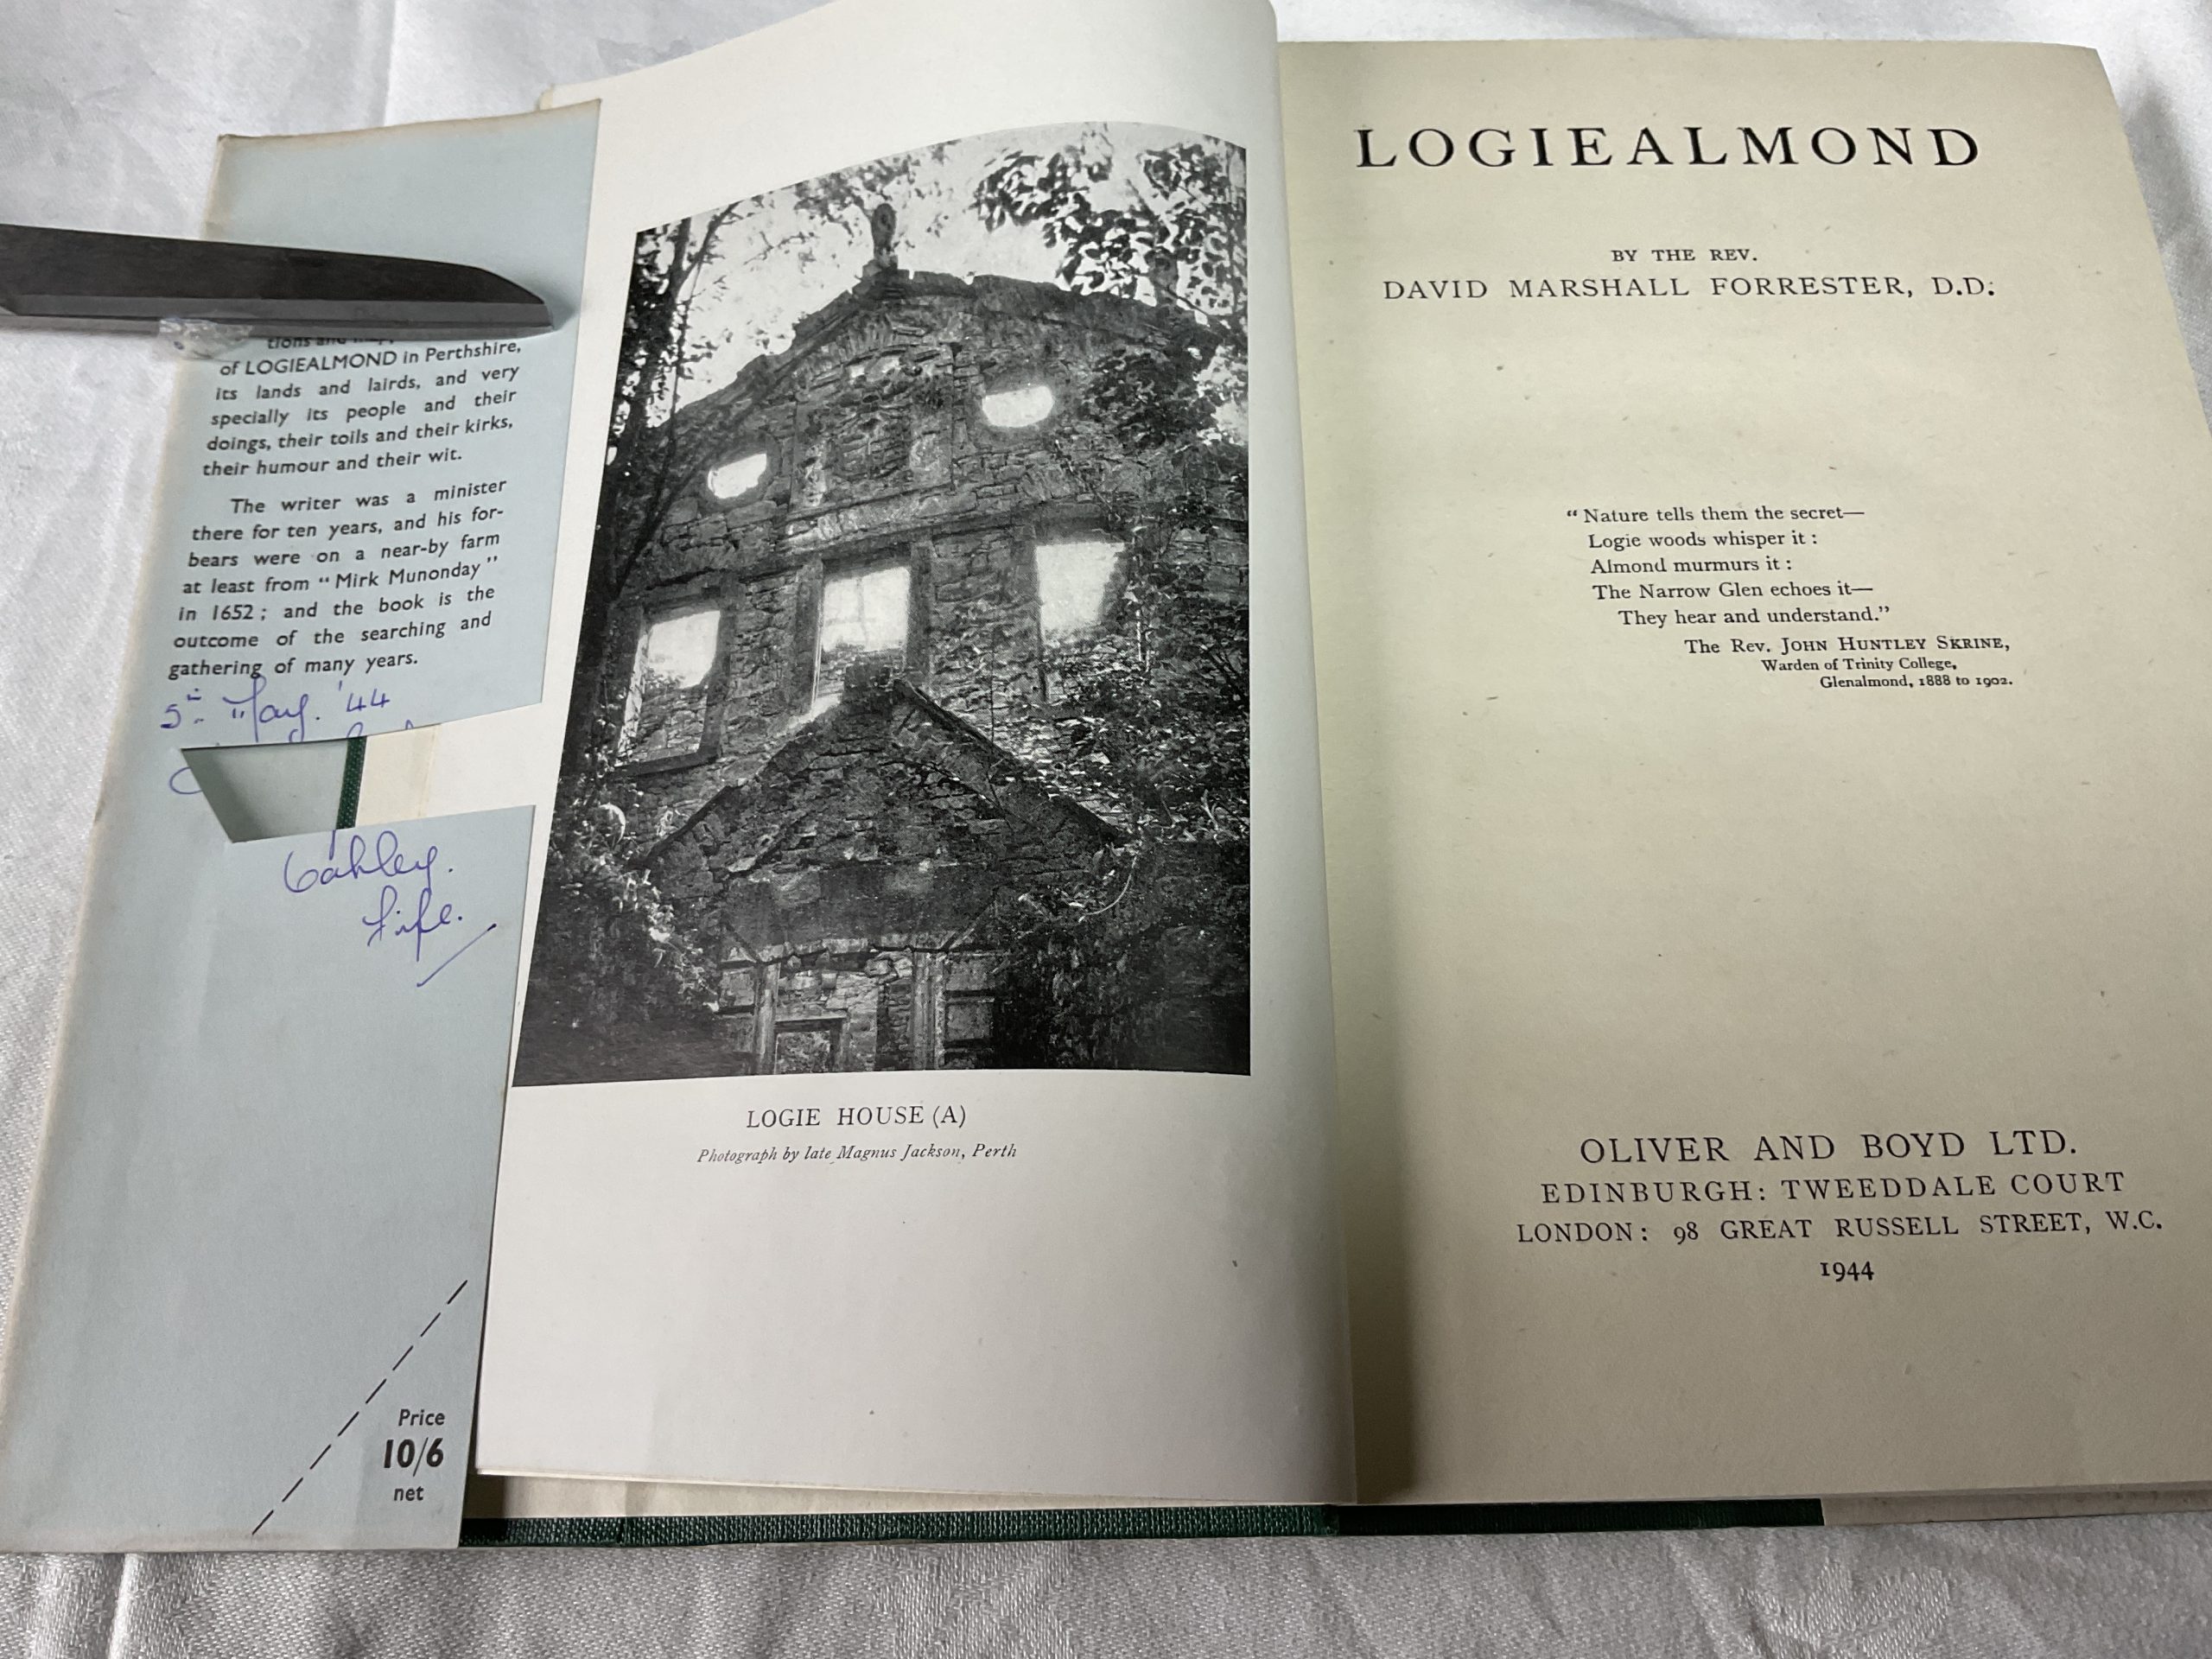 of LOGIEALMOND in Perthshire,
its lands and lairds, and very
specially its people and their
doings, their toils and their kirks,
their humour and their wit.
The writer was a minister
there for ten years, and his for-
bears were on a near-by farm
at least from “Mirk Munonday”
in 1652; and the book is the
outcome of the searching and
gathering of many years.
5th May. '44
Oakley.
Fife.
Price
10/6
net
LOGIE HOUSE (A)
Photograph by late Magnus Jackson, Perth
LOGIEALMOND
BY THE REV.
DAVID MARSHALL FORRESTER, D.D.
“Nature tells them the secret—
Logie woods whisper it :
Almond murmurs it :
The Narrow Glen echoes it—
They hear and understand.”
The Rev. JOHN HUNTLEY SKRINE,
Warden of Trinity College,
Glenalmond, 1888 to 1902.
OLIVER AND BOYD LTD.
EDINBURGH: TWEEDDALE COURT
LONDON: 98 GREAT RUSSELL STREET, W.C.
1944